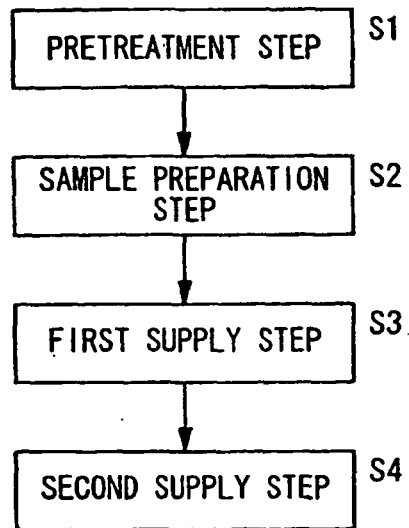 PRETREATMENT STEP S1
SAMPLE PREPARATION
STEP S2
FIRST SUPPLY STEP S3
SECOND SUPPLY STEP S4